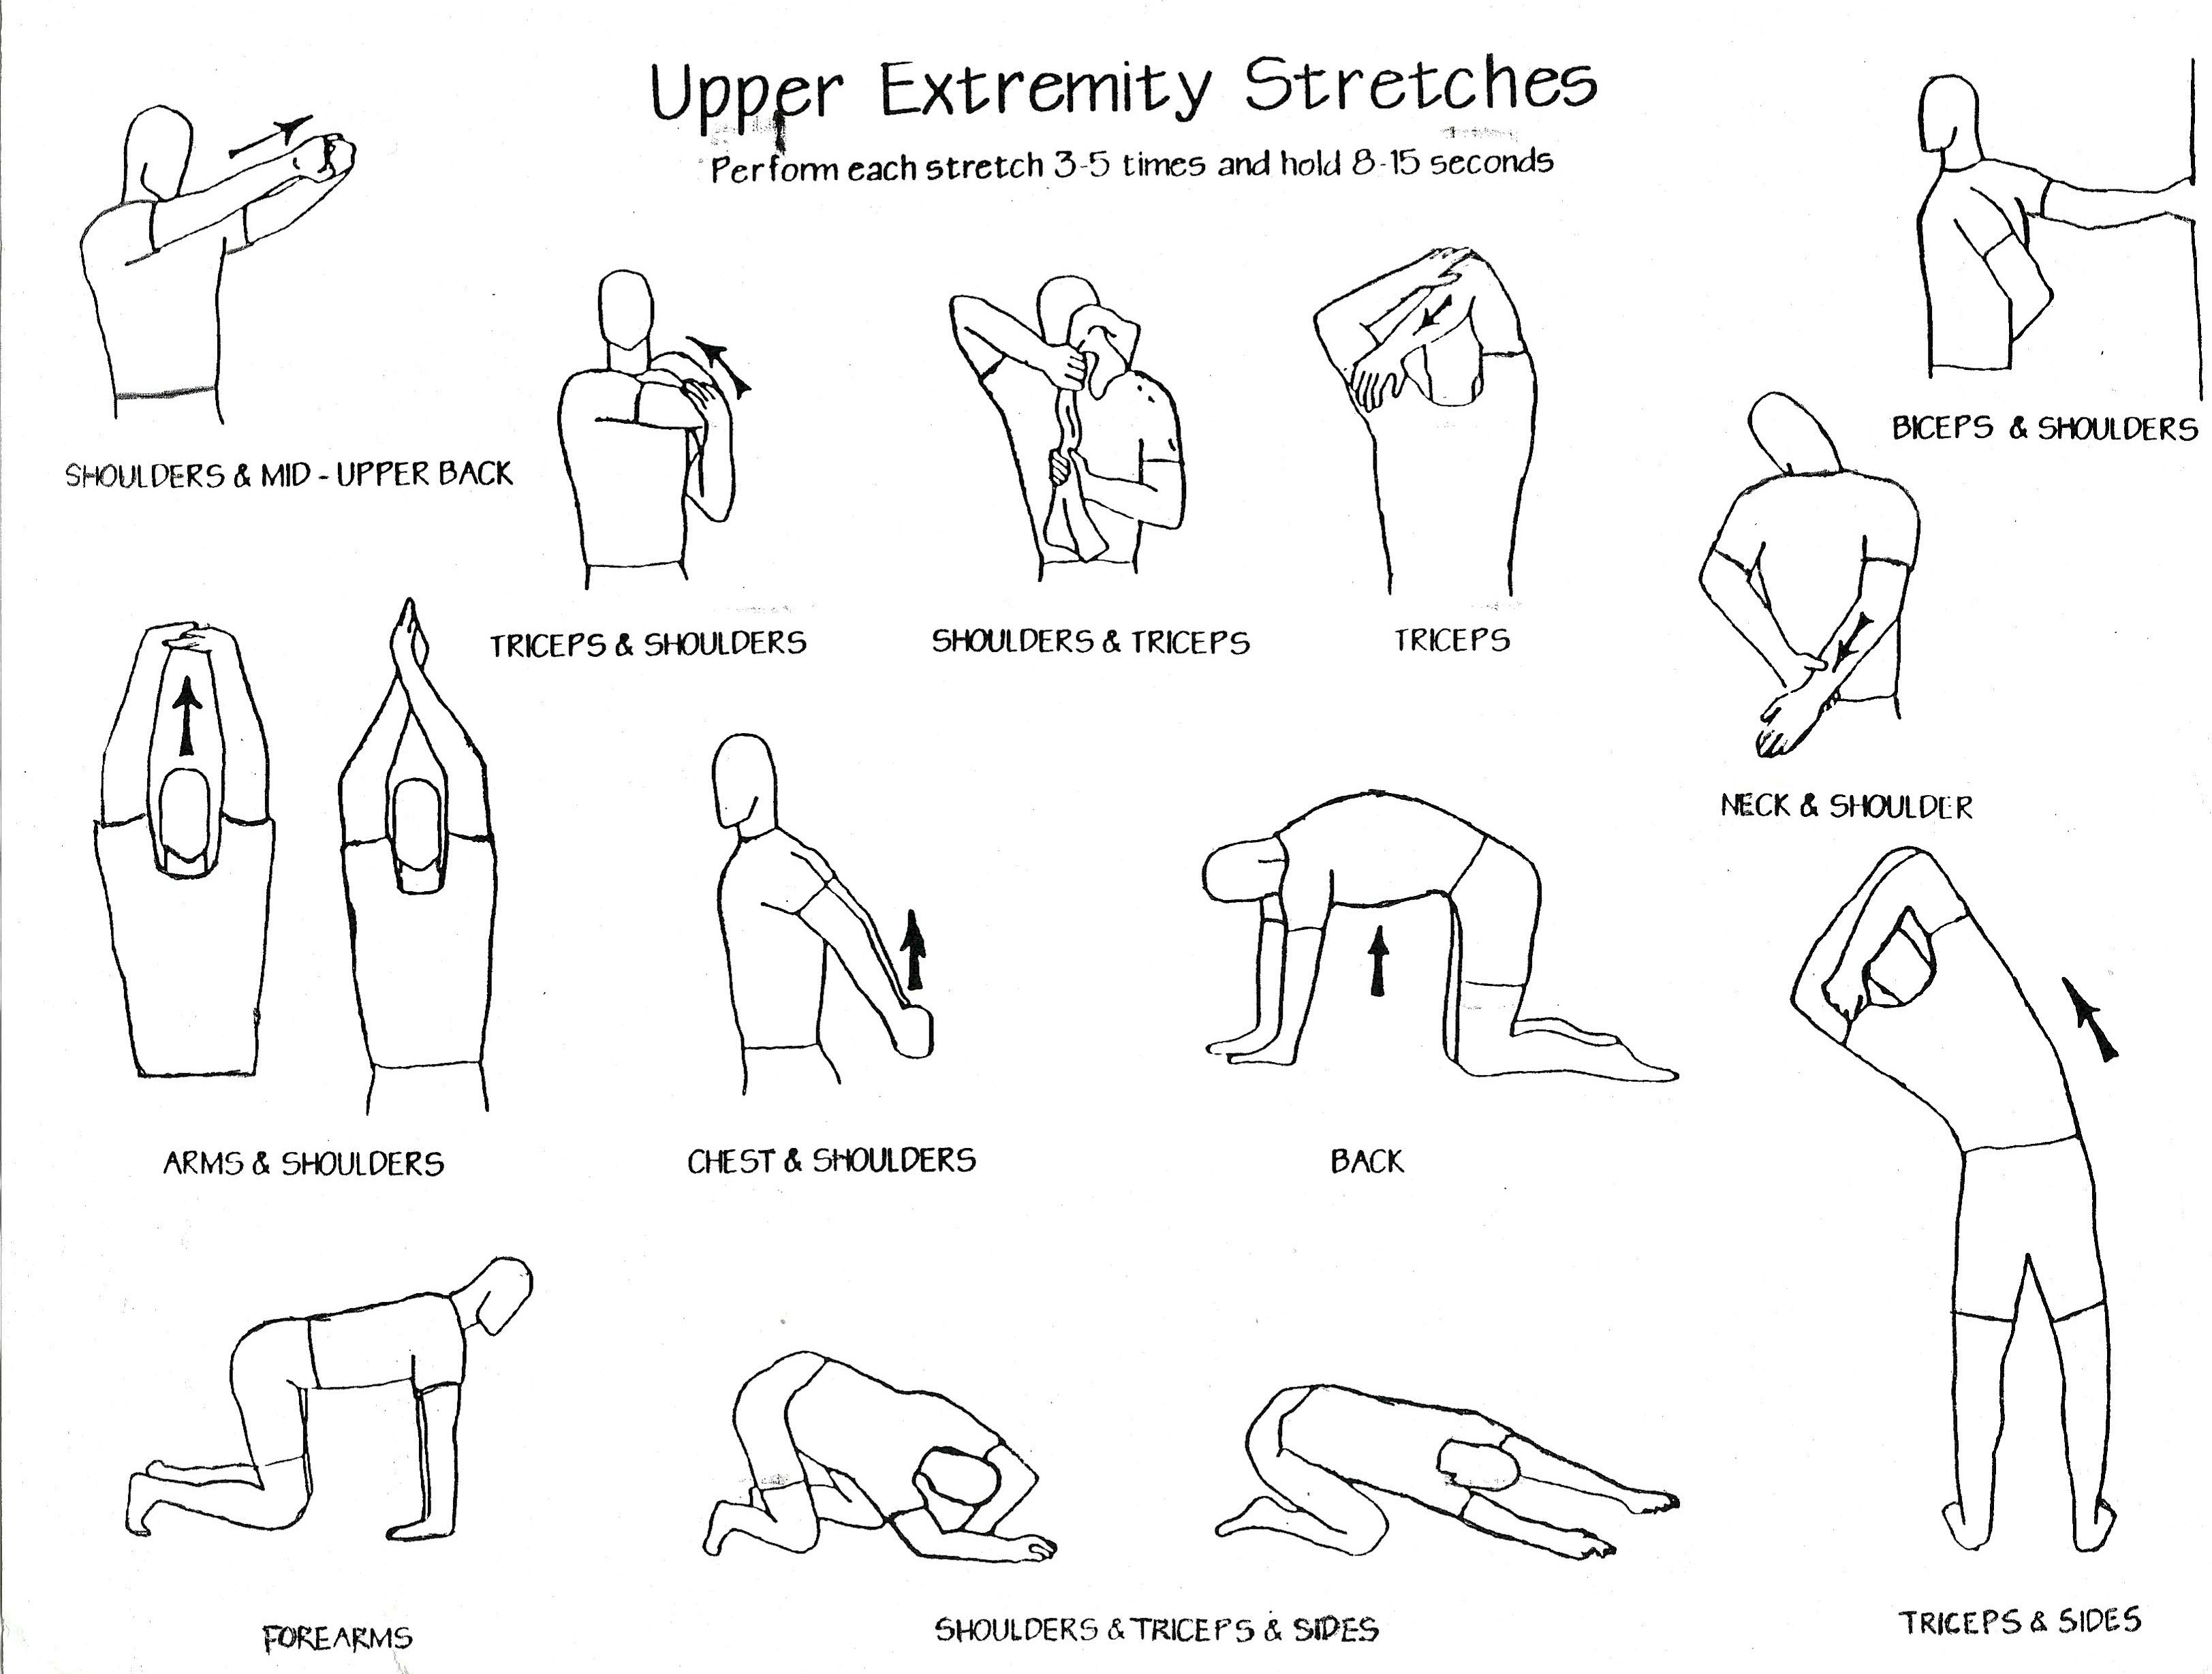 Upper Extremity Stretches
Perform each stretch 3-5 times and hold 8-15 seconds
BICEPS & SHOULDERS
SHOULDERS & MID - UPPER BACK
TRICEPS & SHOULDERS
SHOULDERS & TRICEPS
TRICEPS
NECK & SHOULDER
ARMS & SHOULDERS
CHEST & SHOULDERS
BACK
FOREARMS
SHOULDERS & TRICEPS & SIDES
TRICEPS & SIDES